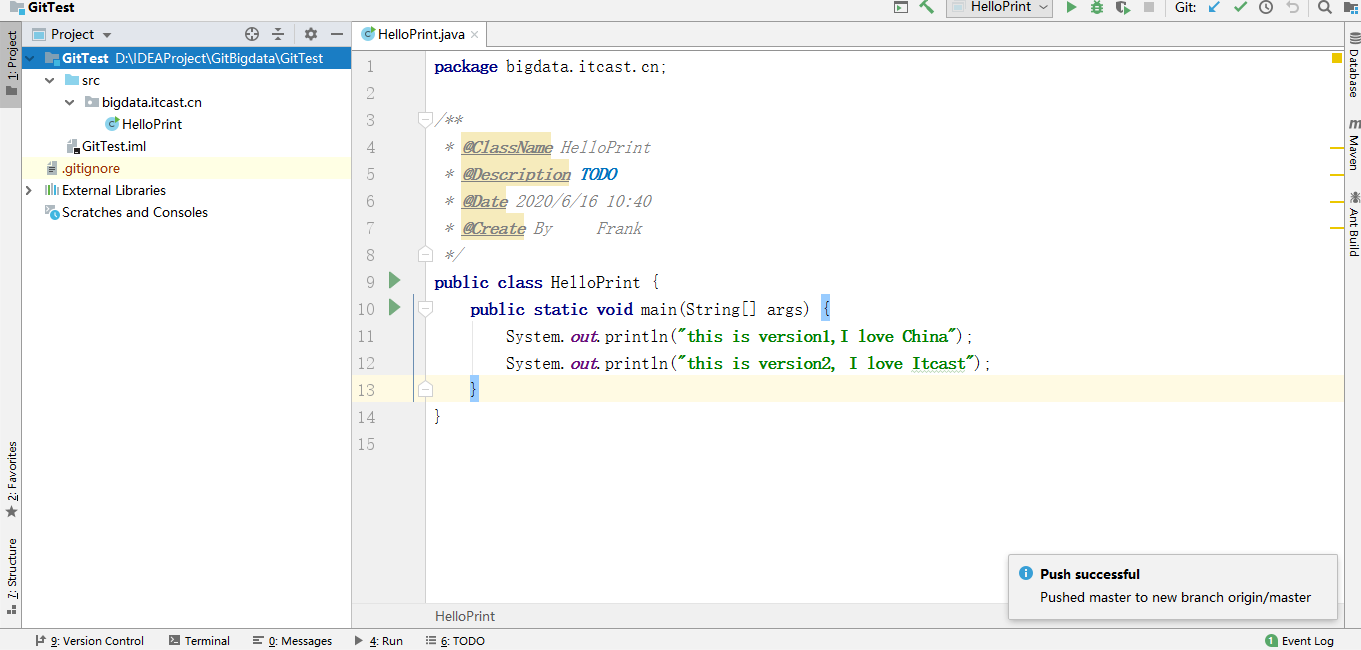 GitTest
HelloPrint
Git:
1: Project
Project
HelloPrint.java
GitTest D:\IDEAProject\GitBigdata\GitTest
src
bigdata.itcast.cn
HelloPrint
GitTest.iml
.gitignore
External Libraries
Scratches and Consoles
2: Favorites
7: Structure
1 package bigdata.itcast.cn;
2
3 /**
4 * @ClassName HelloPrint
5 * @Description TODO
6 * @Date 2020/6/16 10:40
7 * @Create By Frank
8 */
9 public class HelloPrint {
10 public static void main(String[] args) {
11 System.out.println("this is version1,I love China");
12 System.out.println("this is version2, I love Itcast");
13 }
14 }
15
Database
m Maven
Ant Build
Push successful
Pushed master to new branch origin/master
HelloPrint
9: Version Control
Terminal
0: Messages
4: Run
6: TODO
1 Event Log